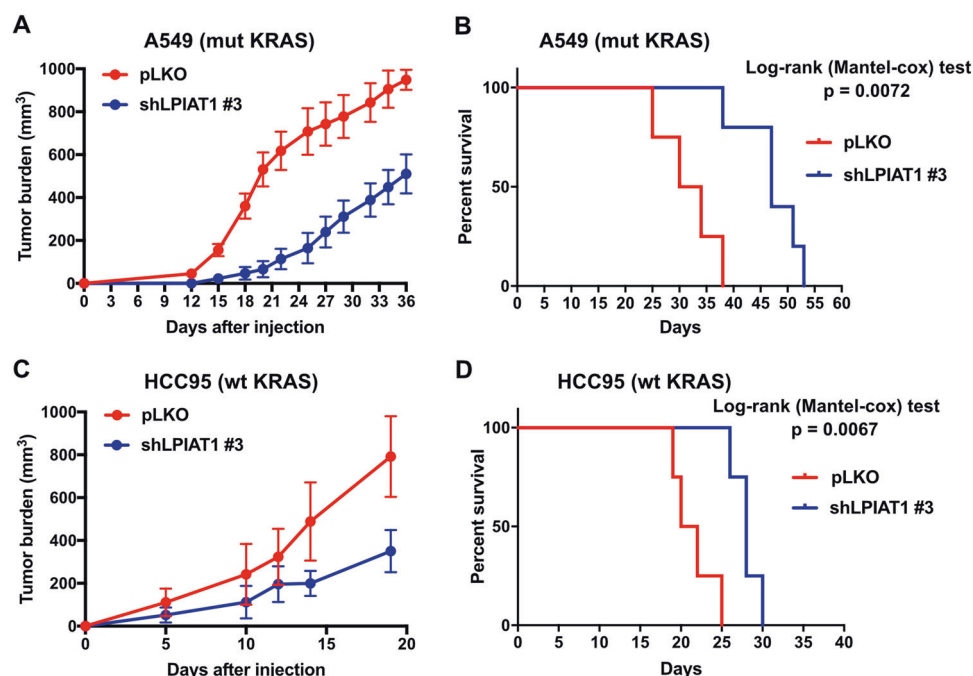 A
A549 (mut KRAS)
pLKO
shLPIAT1 #3
Tumor burden (mm³)
1000
800
600
400
200
0
0 3 6 9 12 15 18 21 24 27 30 33 36
Days after injection
B
A549 (mut KRAS)
Log-rank (Mantel-cox) test
p = 0.0072
pLKO
shLPIAT1 #3
Percent survival
100
50
0
0 5 10 15 20 25 30 35 40 45 50 55 60
Days
C
HCC95 (wt KRAS)
pLKO
shLPIAT1 #3
Tumor burden (mm³)
1000
800
600
400
200
0
0 5 10 15 20
Days after injection
D
HCC95 (wt KRAS)
Log-rank (Mantel-cox) test
p = 0.0067
pLKO
shLPIAT1 #3
Percent survival
100
50
0
0 10 20 30 40
Days